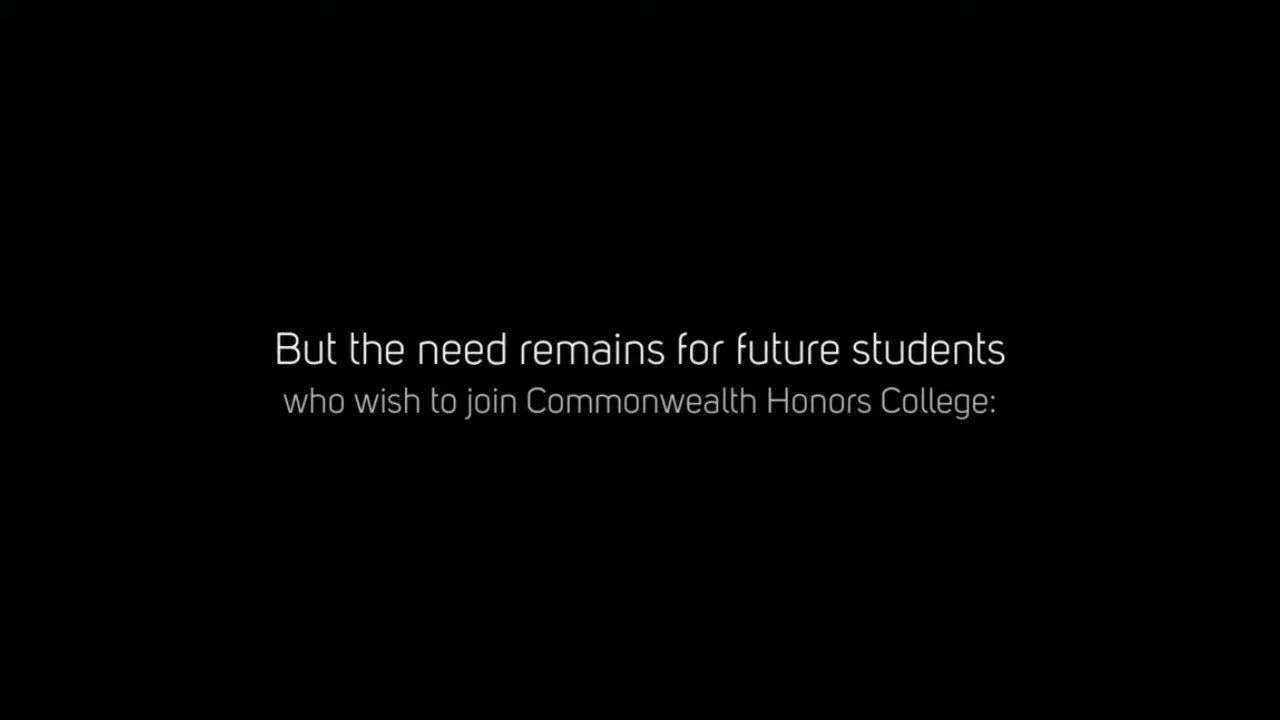 But the need remains for future students
who wish to join Commonwealth Honors College: